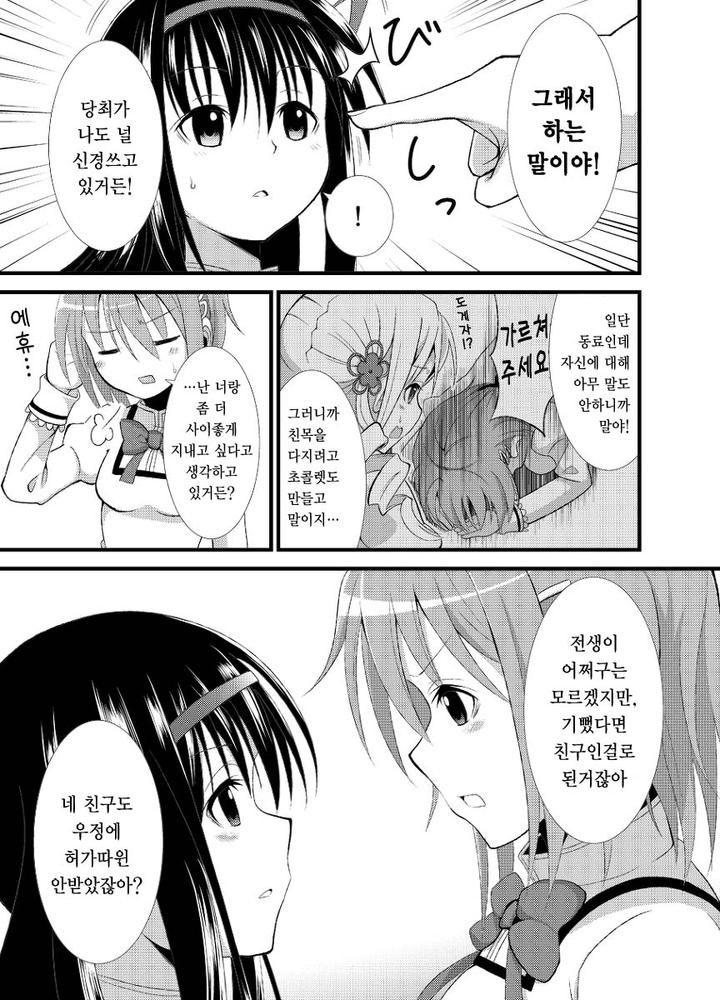 그래서
하는
말이야!
びしっ
!
당최가
나도 널
신경쓰고
있거든!
일단
동료인데
자신에 대해
아무 말도
안하니까
말야!
가르쳐
주세요
도게자!?
그러니까
친목을
다지려고
초콜렛도
만들고
말이지…
…난 너랑
좀 더
사이좋게
지내고 싶다고
생각하고
있거든?
에휴…
전생이
어쩌구는
모르겠지만,
기뻤다면
친구인걸로
된거잖아
네 친구도
우정에
허가따윈
안받았잖아?